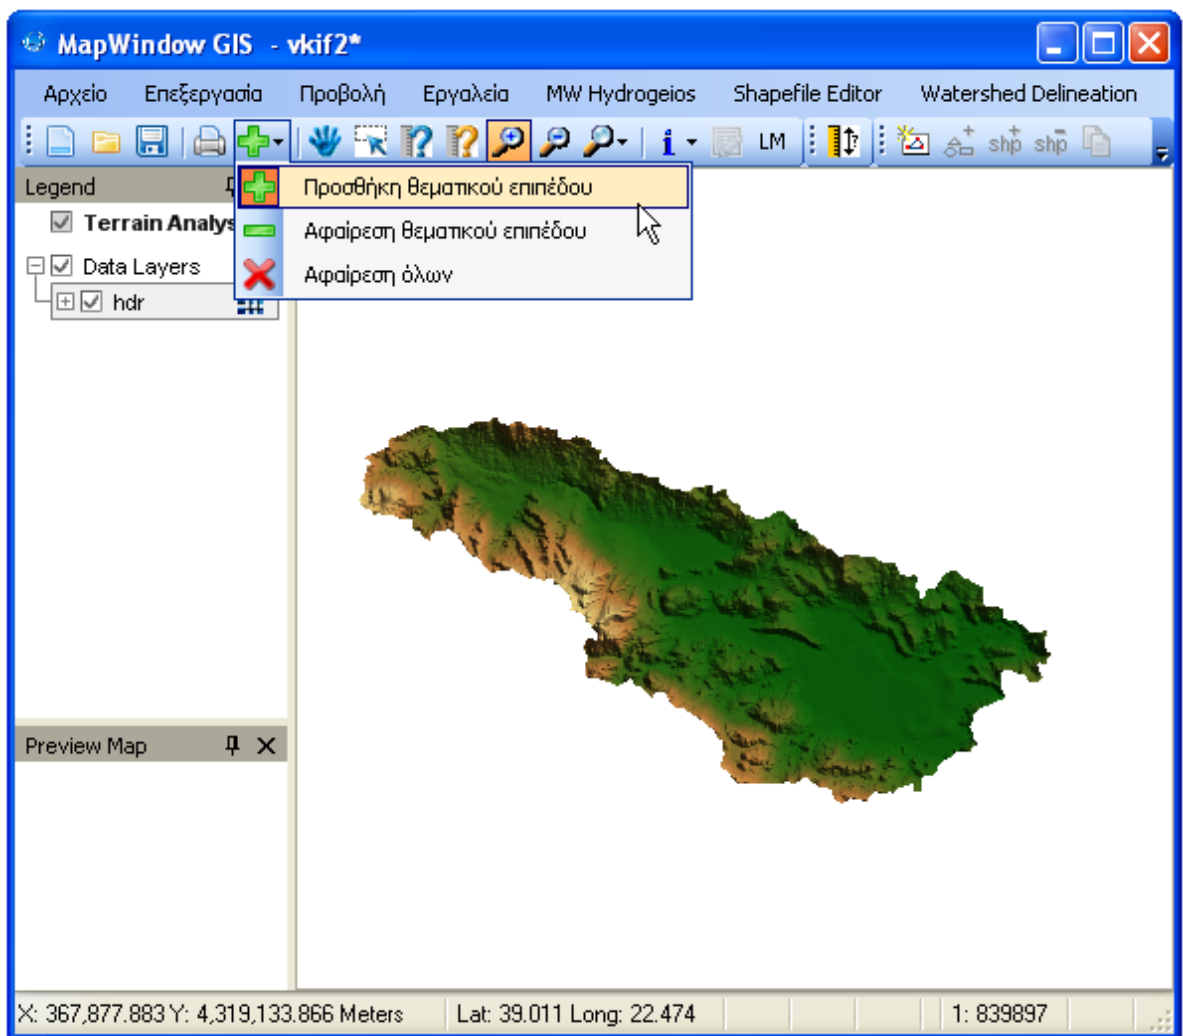 MapWindow GIS - vkif2*
Αρχείο Επεξεργασία Προβολή Εργαλεία MW Hydrogeios Shapefile Editor Watershed Delineation
LM shp shp
Legend
Προσθήκη θεματικού επιπέδου
Terrain Analys
Αφαίρεση θεματικού επιπέδου
Data Layers
Αφαίρεση όλων
hdr
Preview Map
X: 367,877.883 Y: 4,319,133.866 Meters Lat: 39.011 Long: 22.474 1: 839897